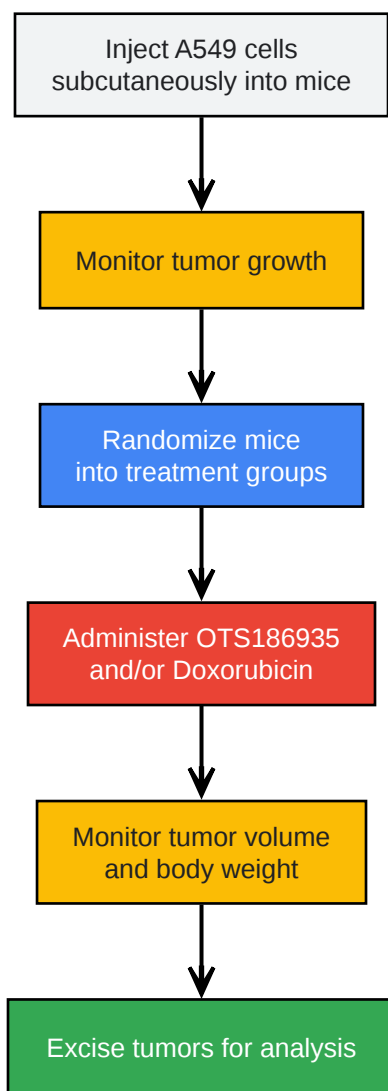 Inject A549 cells
subcutaneously into mice
Monitor tumor growth
Randomize mice
into treatment groups
Administer OTS186935
and/or Doxorubicin
Monitor tumor volume
and body weight
Excise tumors for analysis